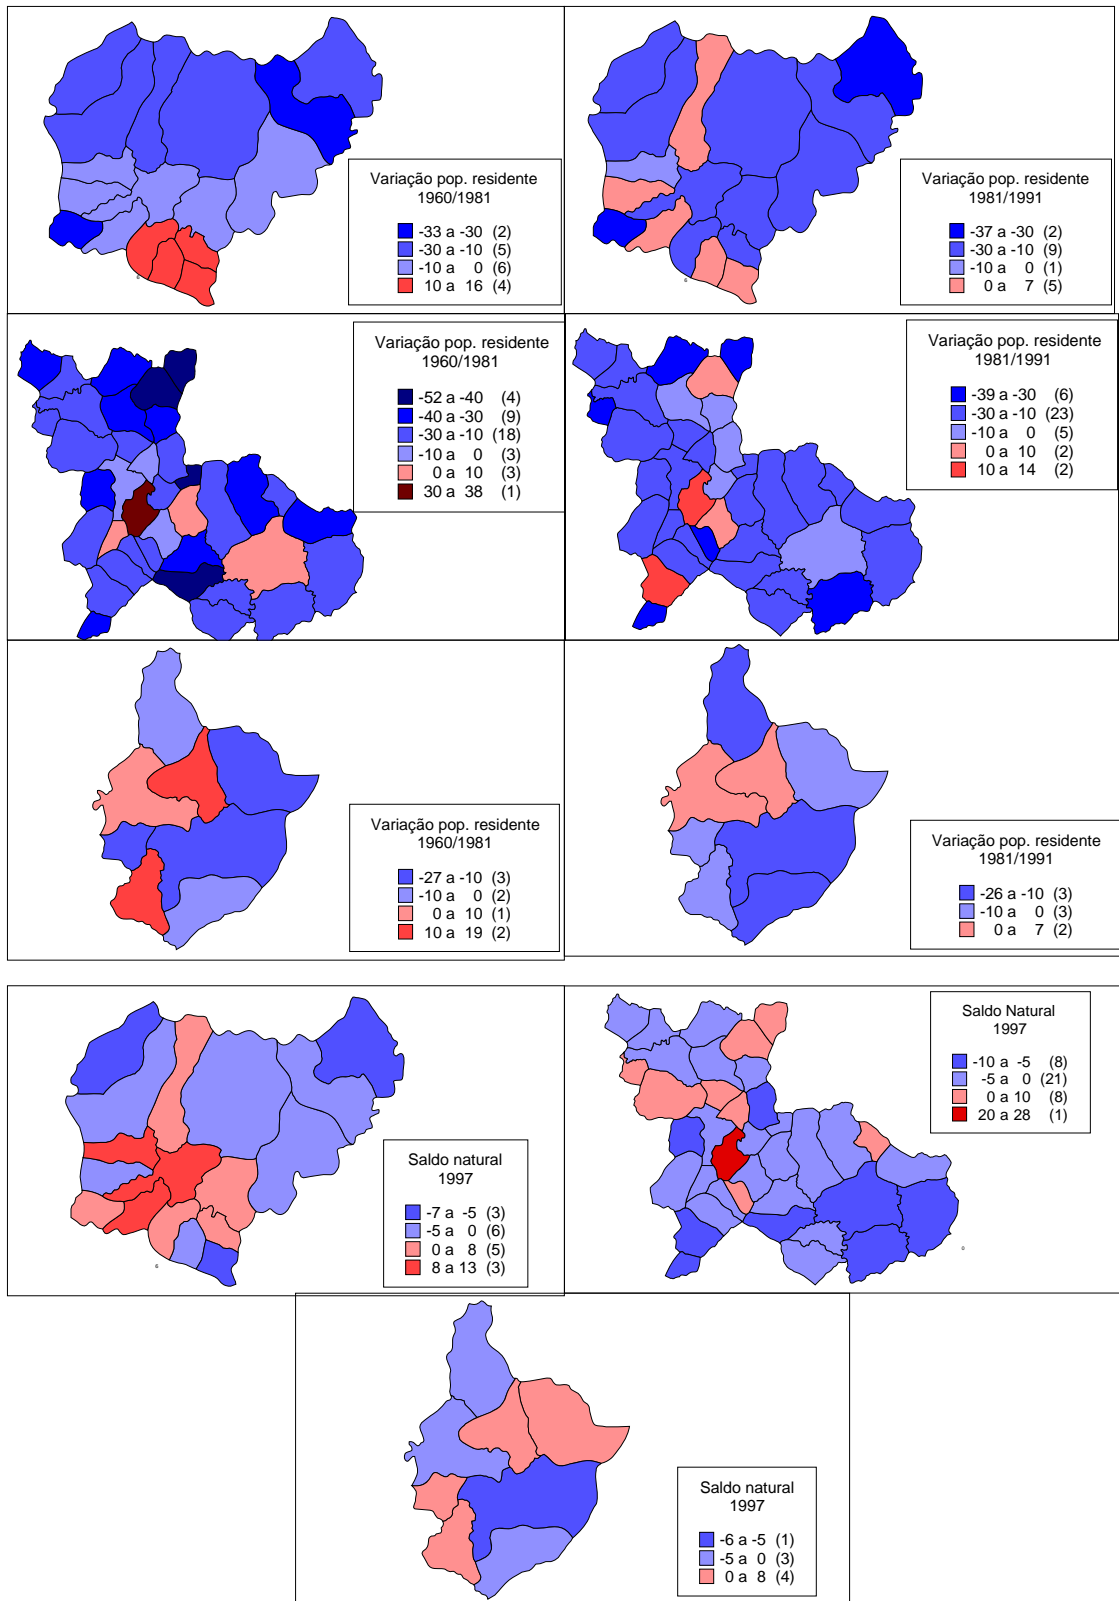 Variação pop. residente
1960/1981
-33 a -30 (2)
-30 a -10 (5)
-10 a 0 (6)
10 a 16 (4)
Variação pop. residente
1981/1991
-37 a -30 (2)
-30 a -10 (9)
-10 a 0 (1)
0 a 7 (5)
Variação pop. residente
1960/1981
-52 a -40 (4)
-40 a -30 (9)
-30 a -10 (18)
-10 a 0 (3)
0 a 10 (3)
30 a 38 (1)
Variação pop. residente
1981/1991
-39 a -30 (6)
-30 a -10 (23)
-10 a 0 (5)
0 a 10 (2)
10 a 14 (2)
Variação pop. residente
1960/1981
-27 a -10 (3)
-10 a 0 (2)
0 a 10 (1)
10 a 19 (2)
Variação pop. residente
1981/1991
-26 a -10 (3)
-10 a 0 (3)
0 a 7 (2)
Saldo natural
1997
-7 a -5 (3)
-5 a 0 (6)
0 a 8 (5)
8 a 13 (3)
Saldo Natural
1997
-10 a -5 (8)
-5 a 0 (21)
0 a 10 (8)
20 a 28 (1)
Saldo natural
1997
-6 a -5 (1)
-5 a 0 (3)
0 a 8 (4)